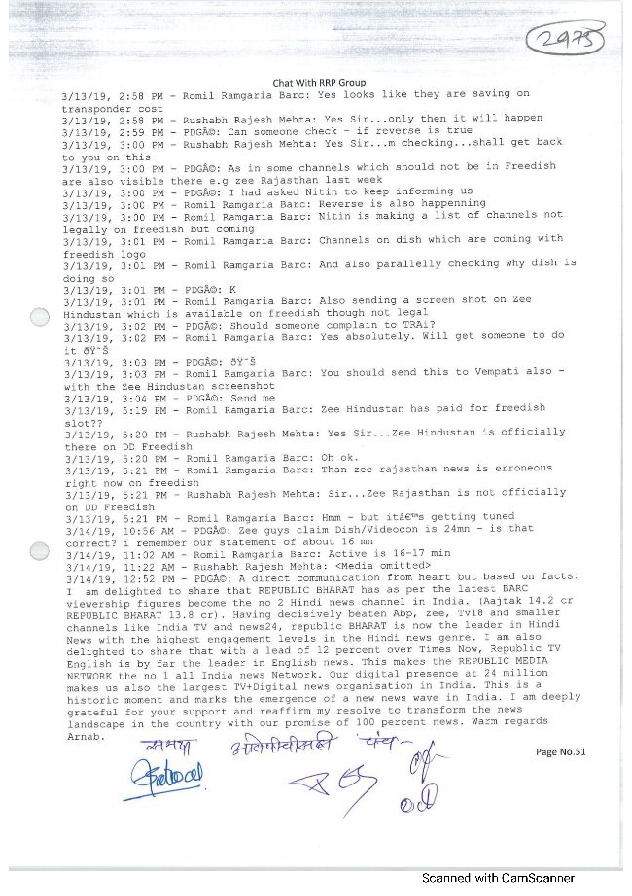 2975
Chat With RRP Group
3/13/19, 2:58 PM - Romil Ramgaria Barc: Yes looks like they are saving on
transponder cost
3/13/19, 2:58 PM - Rushabh Rajesh Mehta: Yes Sir...only then it will happen
3/13/19, 2:59 PM - PDGÂ©: Can someone check - if reverse is true
3/13/19, 3:00 PM - Rushabh Rajesh Mehta: Yes Sir...m checking...shall get back
to you on this
3/13/19, 3:00 PM - PDGÂ©: As in some channels which should not be in Freedish
are also visible there e.g zee Rajasthan last week
3/13/19, 3:00 PM - PDGÂ©: I had asked Nitin to keep informing us
3/13/19, 3:00 PM - Romil Ramgaria Barc: Reverse is also happenning
3/13/19, 3:00 PM - Romil Ramgaria Barc: Nitin is making a list of channels not
legally on freedish but coming
3/13/19, 3:01 PM - Romil Ramgaria Barc: Channels on dish which are coming with
freedish logo
3/13/19, 3:01 PM - Romil Ramgaria Barc: And also parallelly checking why dish is
doing so
3/13/19, 3:01 PM - PDGÂ©: K
3/13/19, 3:01 PM - Romil Ramgaria Barc: Also sending a screen shot on Zee
Hindustan which is available on freedish though not legal
3/13/19, 3:02 PM - PDGÂ©: Should someone complain to TRAi?
3/13/19, 3:02 PM - Romil Ramgaria Barc: Yes absolutely. Will get someone to do
it ðŸ˜Š
3/13/19, 3:03 PM - PDGÂ©: ðŸ˜Š
3/13/19, 3:03 PM - Romil Ramgaria Barc: You should send this to Vempati also -
with the Zee Hindustan screenshot
3/13/19, 3:04 PM - PDGÂ©: Send me
3/13/19, 5:19 PM - Romil Ramgaria Barc: Zee Hindustan has paid for freedish
slot??
3/13/19, 5:20 PM - Rushabh Rajesh Mehta: Yes Sir...Zee Hindustan is officially
there on DD Freedish
3/13/19, 5:20 PM - Romil Ramgaria Barc: Oh ok.
3/13/19, 5:21 PM - Romil Ramgaria Barc: Than zee rajasthan news is erroneous
right now on freedish
3/13/19, 5:21 PM - Rushabh Rajesh Mehta: Sir...Zee Rajasthan is not officially
on DD Freedish
3/13/19, 5:21 PM - Romil Ramgaria Barc: Hmm - but itâ€™s getting tuned
3/14/19, 10:56 AM - PDGÂ©: Zee guys claim Dish/Videocon is 24mn - is that
correct? i remember our statement of about 16 mn
3/14/19, 11:02 AM - Romil Ramgaria Barc: Active is 16-17 min
3/14/19, 11:22 AM - Rushabh Rajesh Mehta: <Media omitted>
3/14/19, 12:52 PM - PDGÂ©: A direct communication from heart but based on facts:
I am delighted to share that REPUBLIC BHARAT has as per the latest BARC
viewership figures become the no 2 Hindi news channel in India. (Aajtak 14.2 cr
REPUBLIC BHARAT 13.8 cr). Having decisively beaten Abp, zee, Tv18 and smaller
channels like India TV and news24, republic BHARAT is now the leader in Hindi
News with the highest engagement levels in the Hindi news genre. I am also
delighted to share that with a lead of 12 percent over Times Now, Republic TV
English is by far the leader in English news. This makes the REPUBLIC MEDIA
NETWORK the no 1 all India news Network. Our digital presence at 24 million
makes us also the largest TV+Digital news organisation in India. This is a
historic moment and marks the emergence of a new news wave in India. I am deeply
grateful for your support and reaffirm my resolve to transform the news
landscape in the country with our promise of 100 percent news. Warm regards
Arnab.
समक्ष पंच -
Page No.51
Scanned with CamScanner